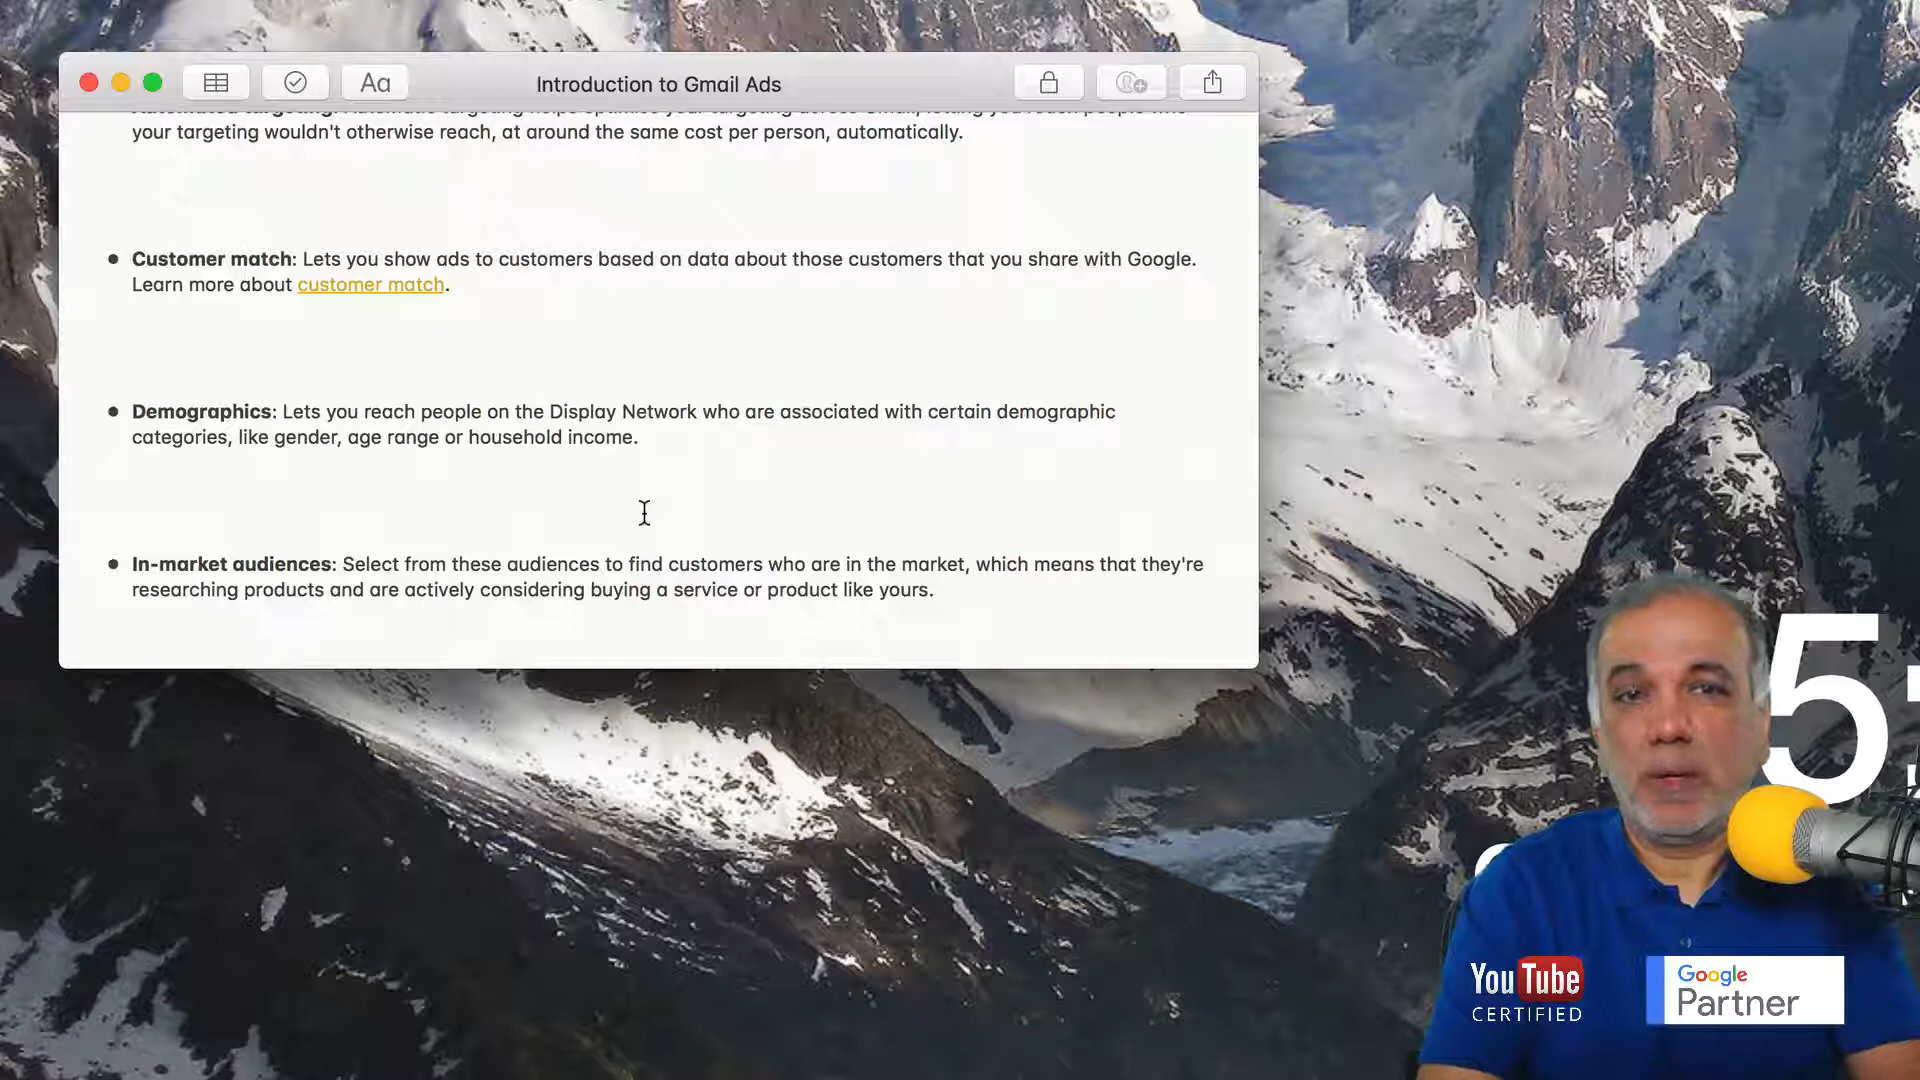 Aa
Introduction to Gmail Ads
your targeting wouldn't otherwise reach, at around the same cost per person, automatically.
Customer match: Lets you show ads to customers based on data about those customers that you share with Google.
Learn more about customer match.
Demographics: Lets you reach people on the Display Network who are associated with certain demographic
categories, like gender, age range or household income.
In-market audiences: Select from these audiences to find customers who are in the market, which means that they're
researching products and are actively considering buying a service or product like yours.
5:
YouTube
CERTIFIED
Google
Partner